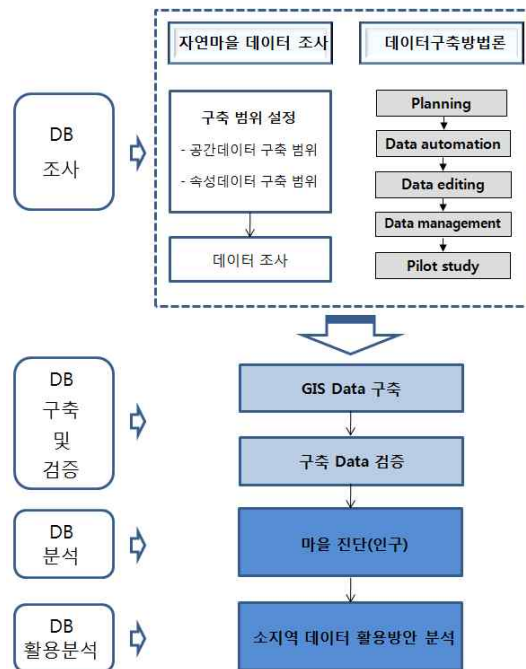 자연마을 데이터 조사
데이터구축방법론
DB
조사
구축 범위 설정
- 공간데이터 구축 범위
- 속성데이터 구축 범위
데이터 조사
Planning
Data automation
Data editing
Data management
Pilot study
DB
구축
및
검증
GIS Data 구축
구축 Data 검증
DB
분석
마을 진단(인구)
DB
활용분석
소지역 데이터 활용방안 분석